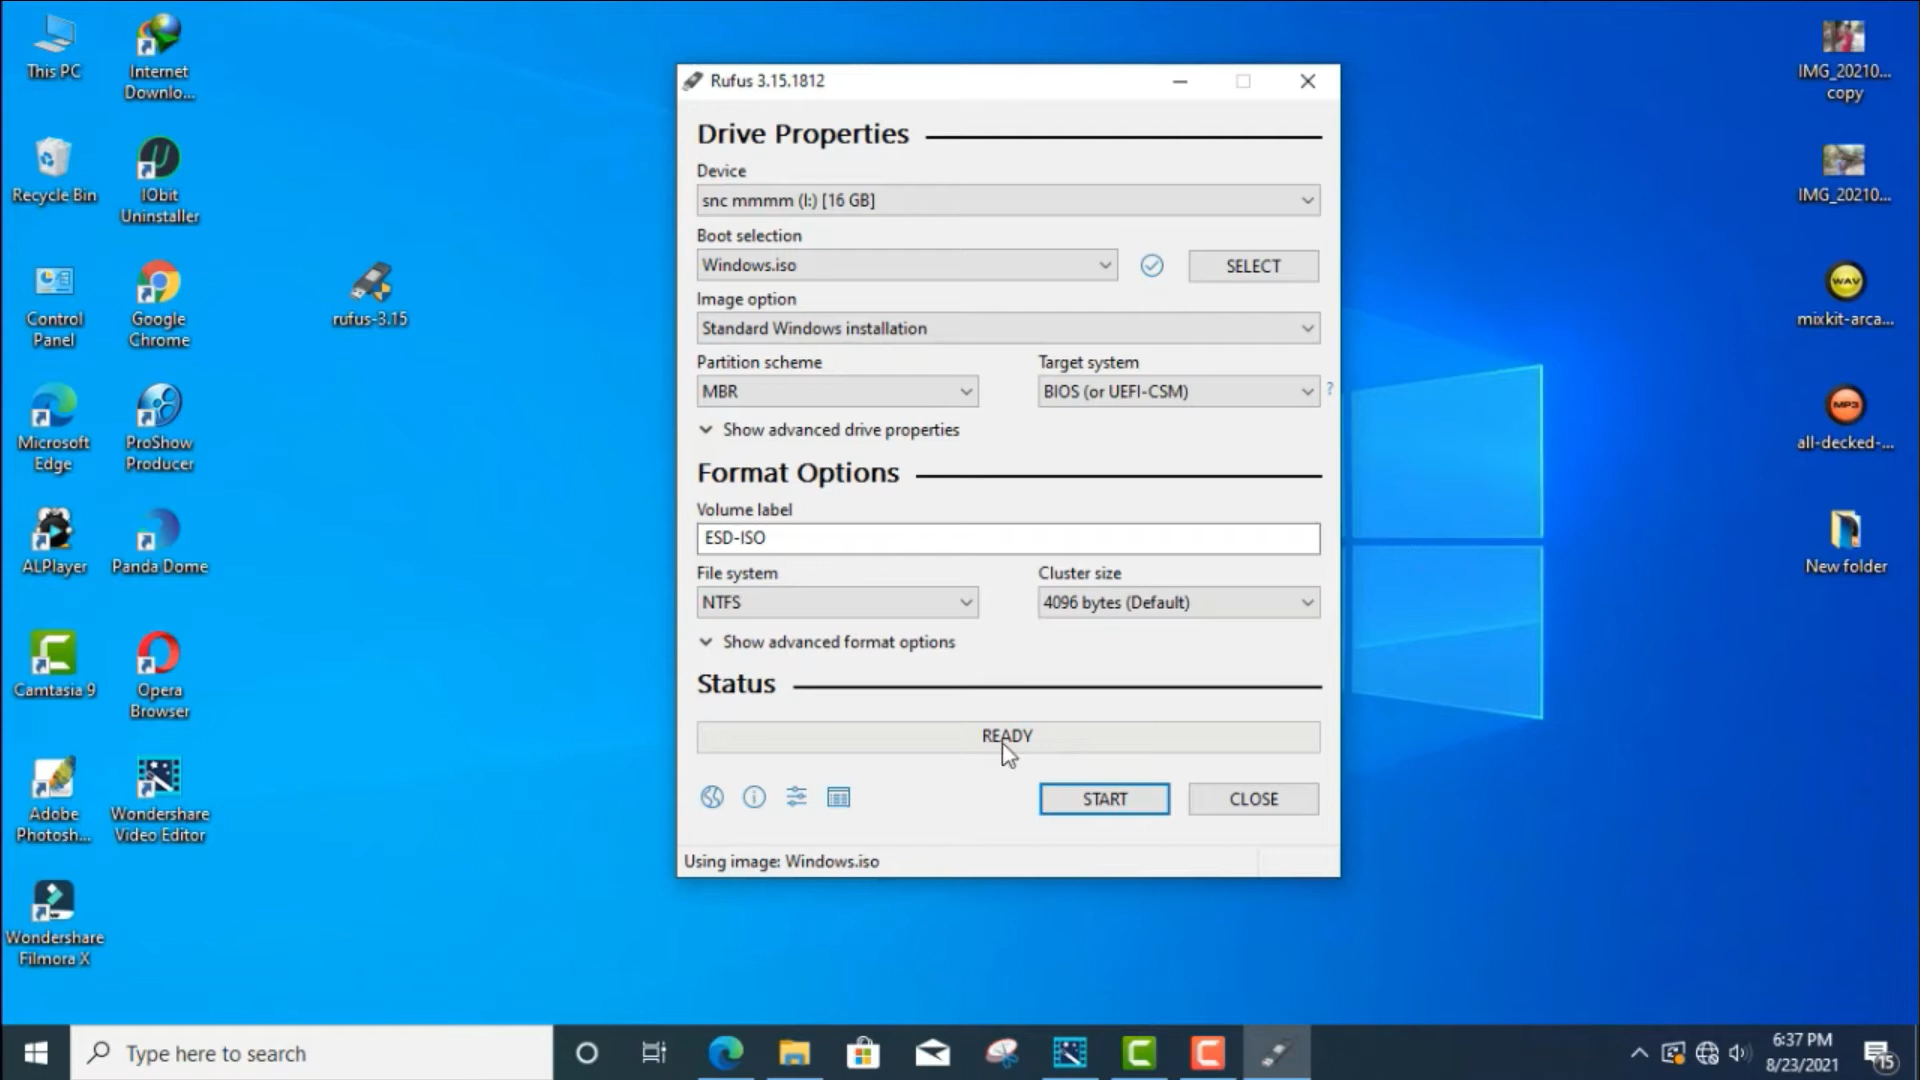 This PC
Internet
Downlo...
Recycle Bin
IObit
Uninstaller
Control
Panel
Google
Chrome
rufus-3.15
Microsoft
Edge
ProShow
Producer
ALPlayer
Panda Dome
Camtasia 9
Opera
Browser
Adobe
Photosh...
Wondershare
Video Editor
Wondershare
Filmora X
Rufus 3.15.1812
Drive Properties
Device
snc mmmm (I:) [16 GB]
Boot selection
Windows.iso
SELECT
Image option
Standard Windows installation
Partition scheme
Target system
MBR
BIOS (or UEFI-CSM)
?
Show advanced drive properties
Format Options
Volume label
ESD-ISO
File system
Cluster size
NTFS
4096 bytes (Default)
Show advanced format options
Status
READY
START
CLOSE
Using image: Windows.iso
IMG_20210...
copy
IMG_20210...
WAV
mixkit-arca...
MP3
all-decked-...
New folder
Type here to search
6:37 PM
8/23/2021
15